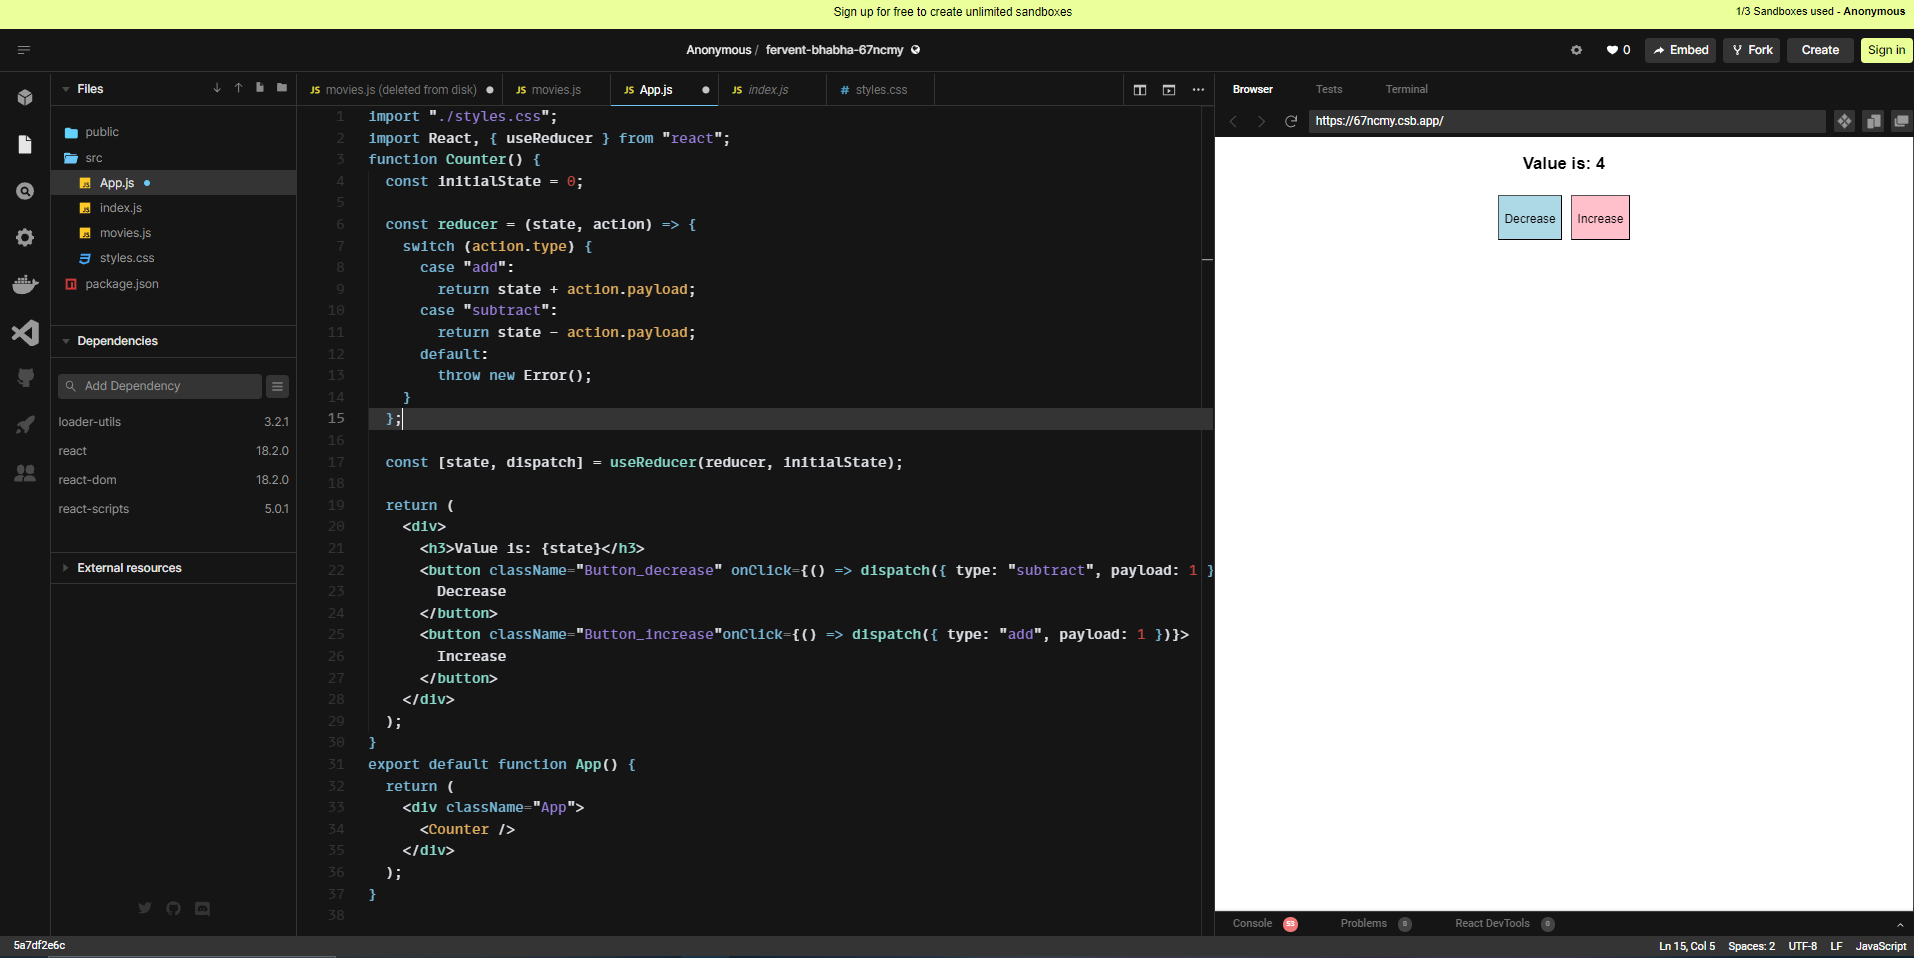 Sign up for free to create unlimited sandboxes
1/3 Sandboxes used - Anonymous
Anonymous / fervent-bhabha-67ncmy
0
Embed
Fork
Create
Sign in
Files
public
src
App.js
index.js
movies.js
styles.css
package.json
Dependencies
Add Dependency
loader-utils 3.2.1
react 18.2.0
react-dom 18.2.0
react-scripts 5.0.1
External resources
JS movies.js (deleted from disk)
JS movies.js
JS App.js
JS index.js
# styles.css
1 import "./styles.css";
2 import React, { useReducer } from "react";
3 function Counter() {
4 const initialState = 0;
5
6 const reducer = (state, action) => {
7 switch (action.type) {
8 case "add":
9 return state + action.payload;
10 case "subtract":
11 return state - action.payload;
12 default:
13 throw new Error();
14 }
15 };
16
17 const [state, dispatch] = useReducer(reducer, initialState);
18
19 return (
20 <div>
21 <h3>Value is: {state}</h3>
22 <button className="Button_decrease" onClick={() => dispatch({ type: "subtract", payload: 1 }
23 Decrease
24 </button>
25 <button className="Button_increase"onClick={() => dispatch({ type: "add", payload: 1 })}>
26 Increase
27 </button>
28 </div>
29 );
30 }
31 export default function App() {
32 return (
33 <div className="App">
34 <Counter />
35 </div>
36 );
37 }
38
Browser
Tests
Terminal
https://67ncmy.csb.app/
Value is: 4
Decrease
Increase
Console 53
Problems 0
React DevTools 0
5a7df2e6c
Ln 15, Col 5
Spaces: 2
UTF-8
LF
JavaScript